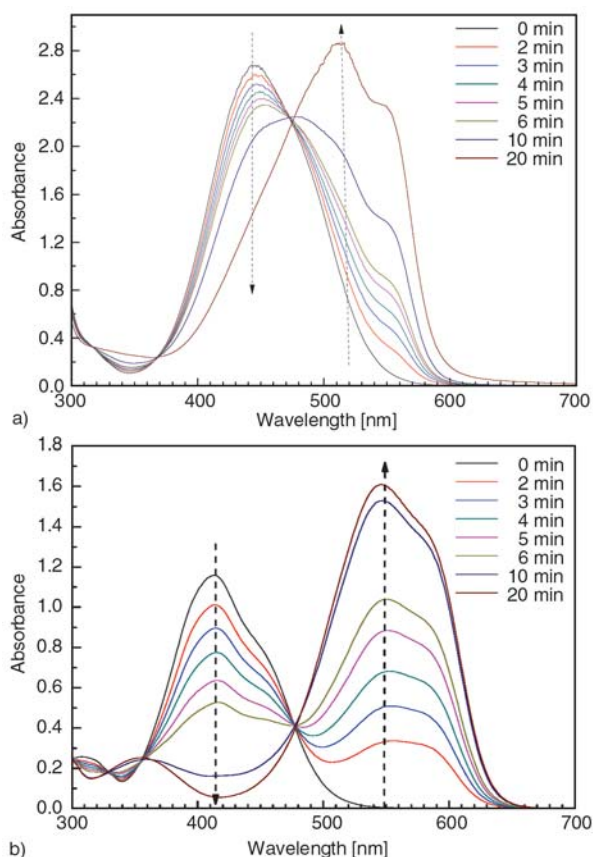 2.8
2.4
2.0
1.6
1.2
0.8
0.4
0.0
Absorbance
0 min
2 min
3 min
4 min
5 min
6 min
10 min
20 min
300 400 500 600 700
Wavelength [nm]
a)
1.8
1.6
1.4
1.2
1.0
0.8
0.6
0.4
0.2
0.0
Absorbance
0 min
2 min
3 min
4 min
5 min
6 min
10 min
20 min
300 400 500 600 700
Wavelength [nm]
b)